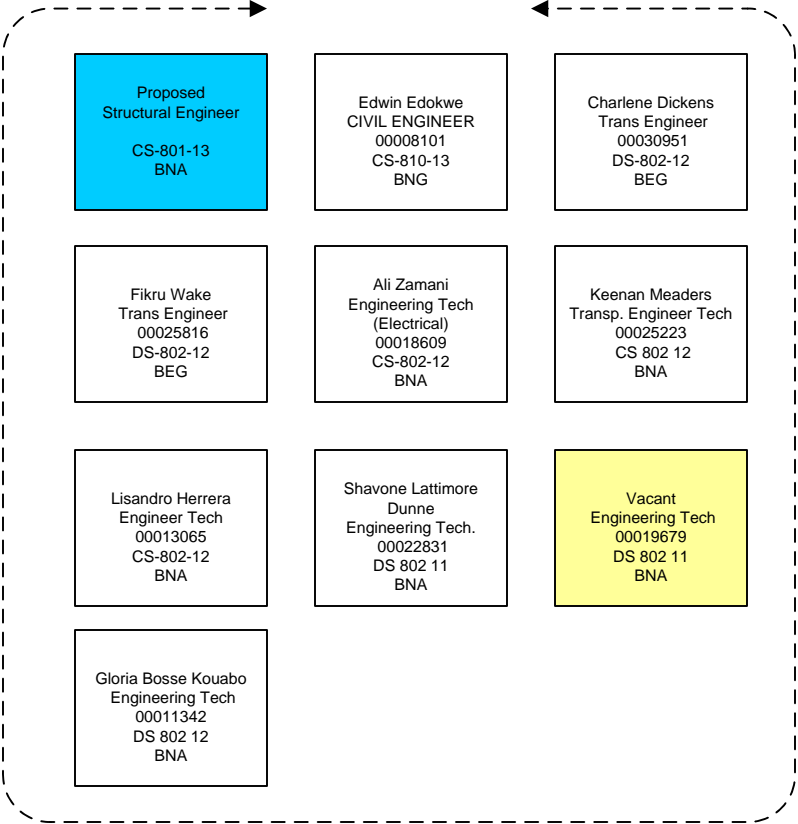 Proposed
Structural Engineer
CS-801-13
BNA
Edwin Edokwe
CIVIL ENGINEER
00008101
CS-810-13
BNG
Charlene Dickens
Trans Engineer
00030951
DS-802-12
BEG
Fikru Wake
Trans Engineer
00025816
DS-802-12
BEG
Ali Zamani
Engineering Tech
(Electrical)
00018609
CS-802-12
BNA
Keenan Meaders
Transp. Engineer Tech
00025223
CS 802 12
BNA
Lisandro Herrera
Engineer Tech
00013065
CS-802-12
BNA
Shavone Lattimore
Dunne
Engineering Tech.
00022831
DS 802 11
BNA
Vacant
Engineering Tech
00019679
DS 802 11
BNA
Gloria Bosse Kouabo
Engineering Tech
00011342
DS 802 12
BNA